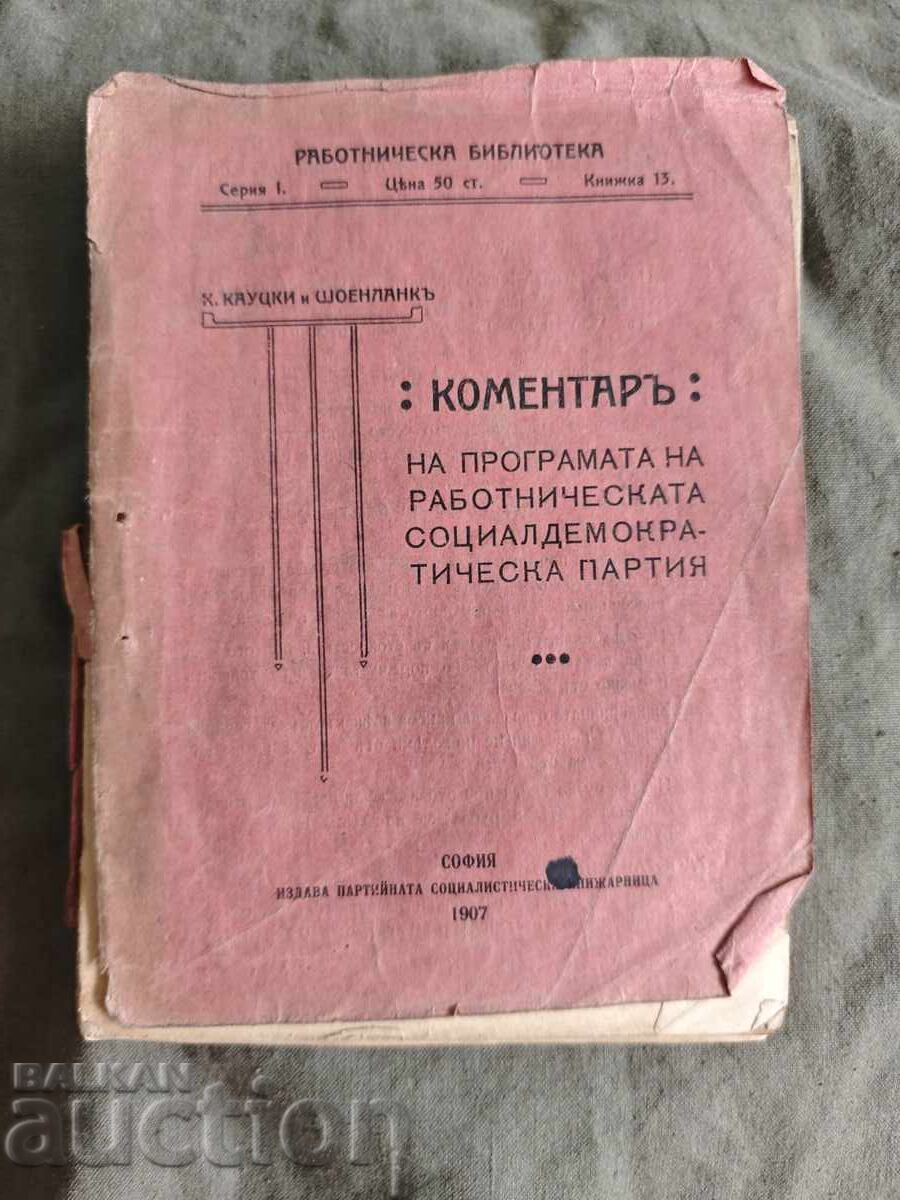 РАБОТНИЧЕСКА БИБЛИОТЕКА
Серия I. Цѣна 50 ст. Книжка 13.
К. КАУЦКИ и ШОЕНЛАНКЪ
: КОМЕНТАРЪ :
НА ПРОГРАМАТА НА
РАБОТНИЧЕСКАТА
СОЦИАЛДЕМОКРА-
ТИЧЕСКА ПАРТИЯ
СОФИЯ
ИЗДАВА ПАРТИЙНАТА СОЦИАЛИСТИЧЕСКА КНИЖАРНИЦА
1907
BALKAN
auction